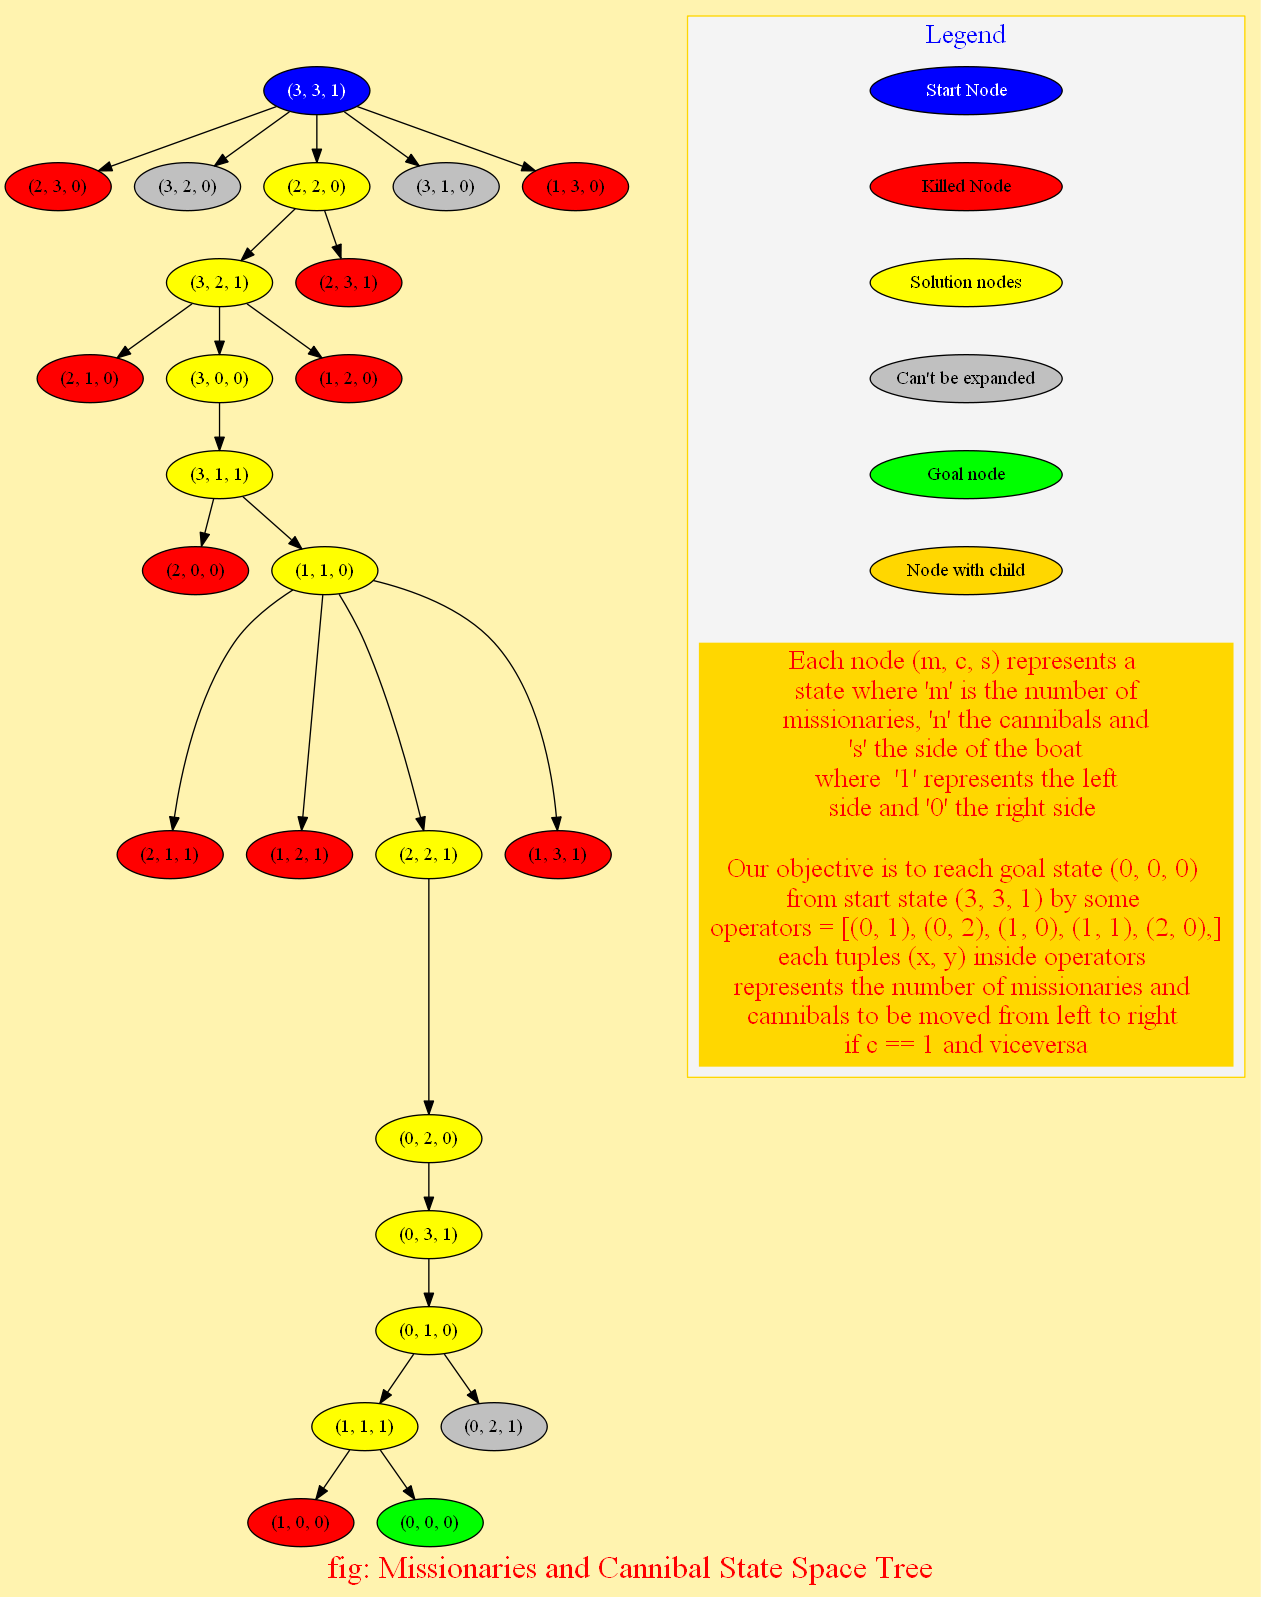 (3, 3, 1)
(2, 3, 0)
(3, 2, 0)
(2, 2, 0)
(3, 1, 0)
(1, 3, 0)
(3, 2, 1)
(2, 3, 1)
(2, 1, 0)
(3, 0, 0)
(1, 2, 0)
(3, 1, 1)
(2, 0, 0)
(1, 1, 0)
(2, 1, 1)
(1, 2, 1)
(2, 2, 1)
(1, 3, 1)
(0, 2, 0)
(0, 3, 1)
(0, 1, 0)
(1, 1, 1)
(0, 2, 1)
(1, 0, 0)
(0, 0, 0)
Legend
Start Node
Killed Node
Solution nodes
Can't be expanded
Goal node
Node with child
Each node (m, c, s) represents a
state where 'm' is the number of
missionaries, 'n' the cannibals and
's' the side of the boat
where  '1' represents the left
side and '0' the right side
Our objective is to reach goal state (0, 0, 0)
from start state (3, 3, 1) by some
operators = [(0, 1), (0, 2), (1, 0), (1, 1), (2, 0),]
each tuples (x, y) inside operators
represents the number of missionaries and
cannibals to be moved from left to right
if c == 1 and viceversa
fig: Missionaries and Cannibal State Space Tree